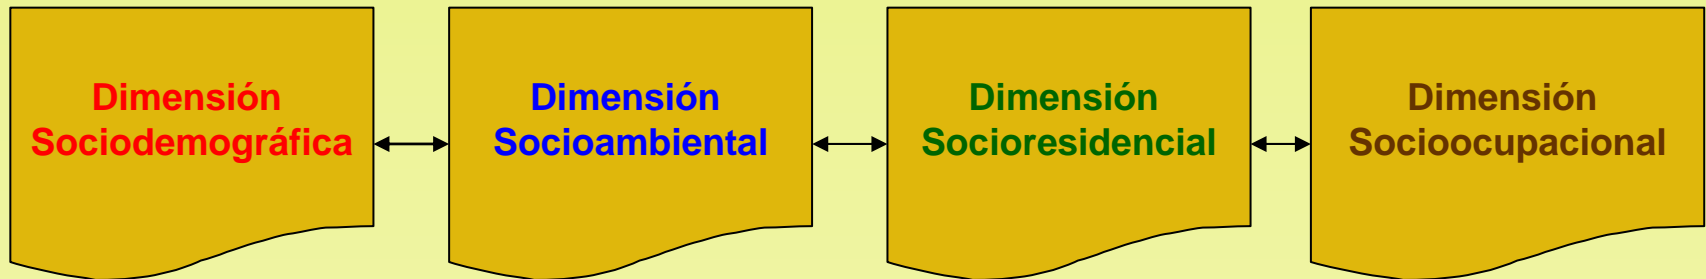 Dimensión
Sociodemográfica
Dimensión
Socioambiental
Dimensión
Socioresidencial
Dimensión
Socioocupacional